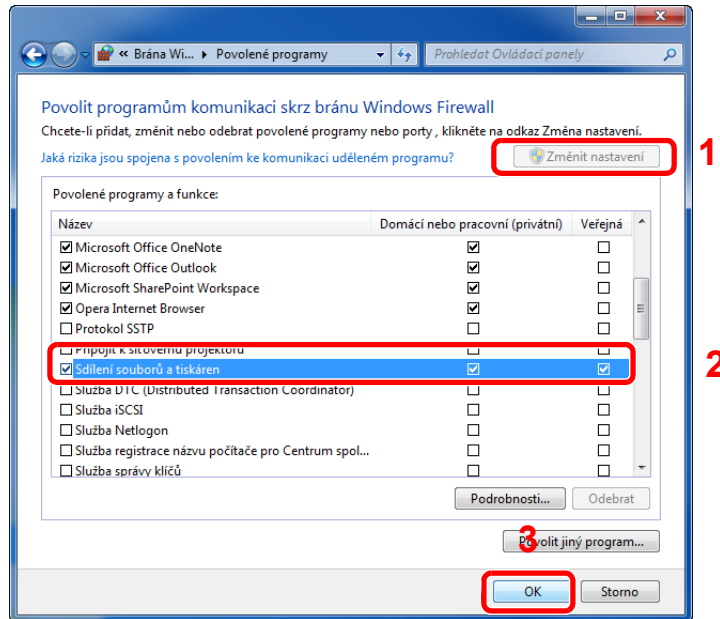 « Brána Wi... ▸ Povolené programy
Prohledat Ovládací panely
Povolit programům komunikaci skrz bránu Windows Firewall
Chcete-li přidat, změnit nebo odebrat povolené programy nebo porty , klikněte na odkaz Změna nastavení.
Jaká rizika jsou spojena s povolením ke komunikaci uděleném programu?
Změnit nastavení
1
Povolené programy a funkce:
Název Domácí nebo pracovní (privátní) Veřejná
Microsoft Office OneNote
Microsoft Office Outlook
Microsoft SharePoint Workspace
Opera Internet Browser
Protokol SSTP
Připojit k síťovému projektoru
Sdílení souborů a tiskáren
2
Služba DTC (Distributed Transaction Coordinator)
Služba iSCSI
Služba Netlogon
Služba registrace názvu počítače pro Centrum spol...
Služba správy klíčů
Podrobnosti... Odebrat
3
Povolit jiný program...
OK Storno